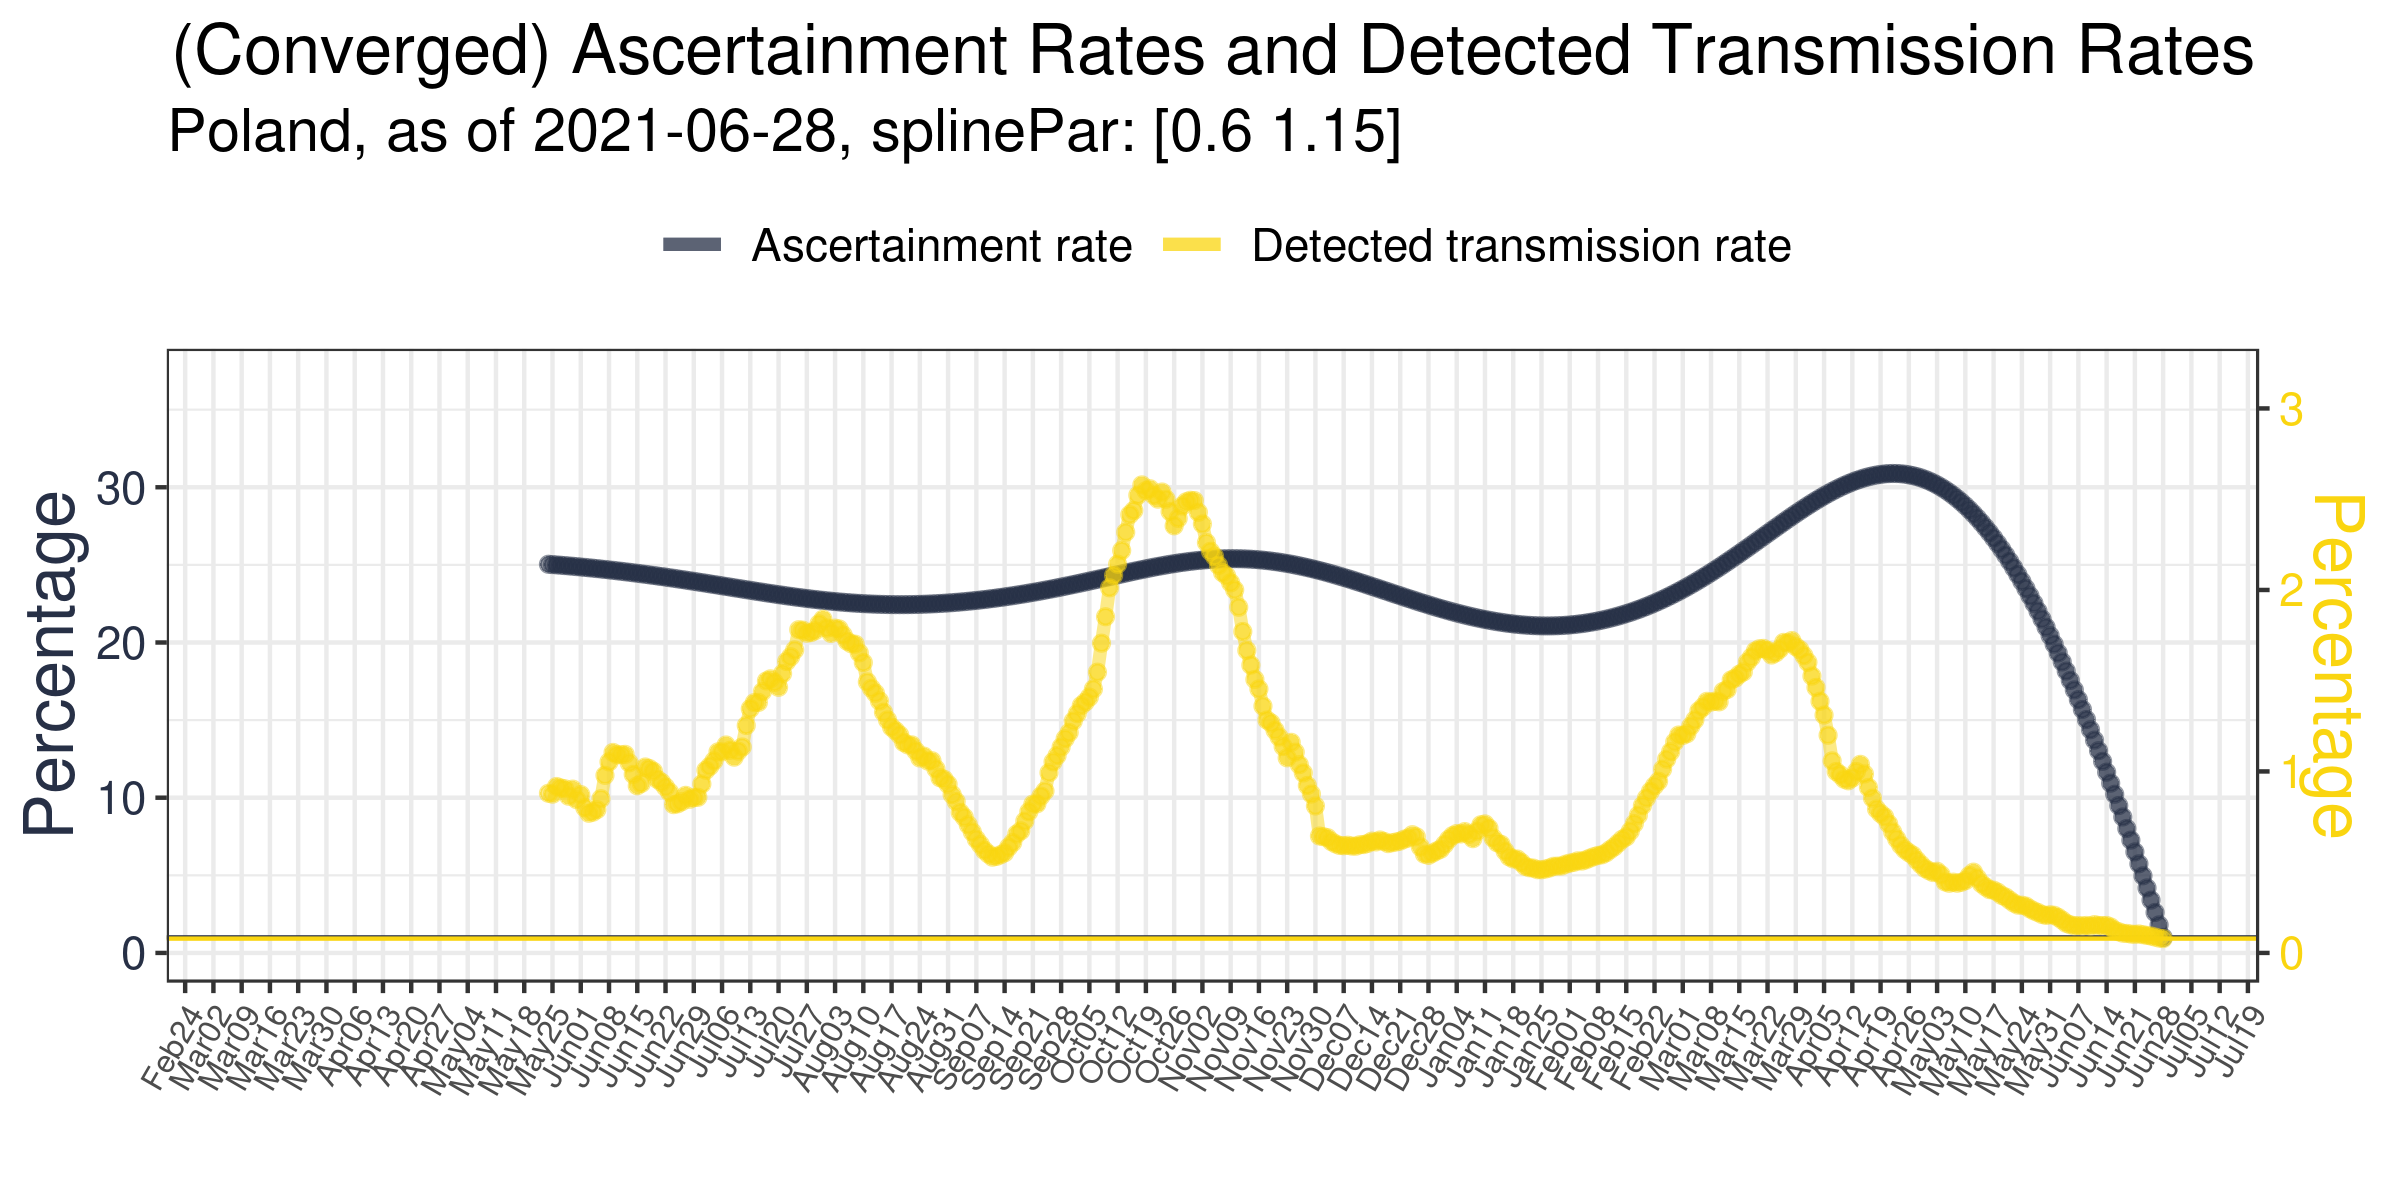 (Converged) Ascertainment Rates and Detected Transmission Rates
Poland, as of 2021-06-28, splinePar: [0.6 1.15]
Ascertainment rate
Detected transmission rate
Percentage
30
20
10
0
3
2
1
0
Percentage
Feb24
Mar02
Mar09
Mar16
Mar23
Mar30
Apr06
Apr13
Apr20
Apr27
May04
May11
May18
May25
Jun01
Jun08
Jun15
Jun22
Jun29
Jul06
Jul13
Jul20
Jul27
Aug03
Aug10
Aug17
Aug24
Aug31
Sep07
Sep14
Sep21
Sep28
Oct05
Oct12
Oct19
Oct26
Nov02
Nov09
Nov16
Nov23
Nov30
Dec07
Dec14
Dec21
Dec28
Jan04
Jan11
Jan18
Jan25
Feb01
Feb08
Feb15
Feb22
Mar01
Mar08
Mar15
Mar22
Mar29
Apr05
Apr12
Apr19
Apr26
May03
May10
May17
May24
May31
Jun07
Jun14
Jun21
Jun28
Jul05
Jul12
Jul19